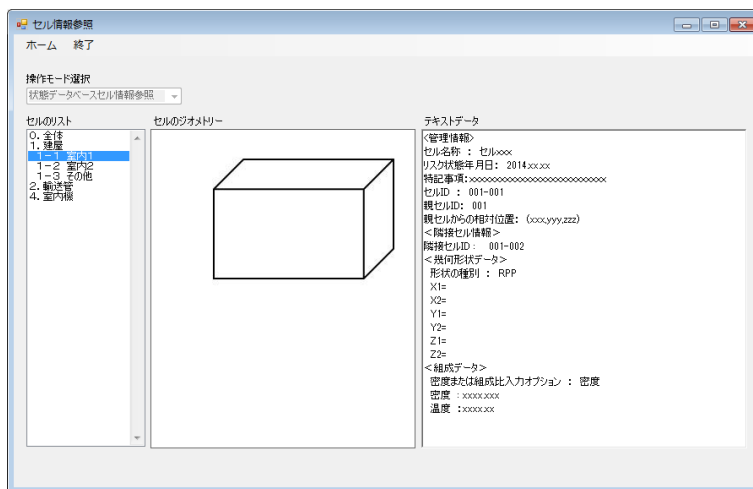 セル情報参照
ホーム 終了
操作モード選択
状態データベースセル情報参照
セルのリスト
0. 全体
1. 建屋
1-1 室内1
1-2 室内2
1-3 その他
2. 輸送管
4. 室内機
セルのジオメトリー
テキストデータ
<管理情報>
セル名称 : セルxxx
リスク状態年月日: 2014.xx.xx
特記事項:xxxxxxxxxxxxxxxxxxxxxxxxxx
セルID : 001-001
親セルID: 001
親セルからの相対位置: (xxx,yyy,zzz)
<隣接セル情報>
隣接セルID: 001-002
<幾何形状データ>
形状の種別 : RPP
X1=
X2=
Y1=
Y2=
Z1=
Z2=
<組成データ>
密度または組成比入力オプション : 密度
密度 :xxxx.xxx
温度 :xxxx.xx